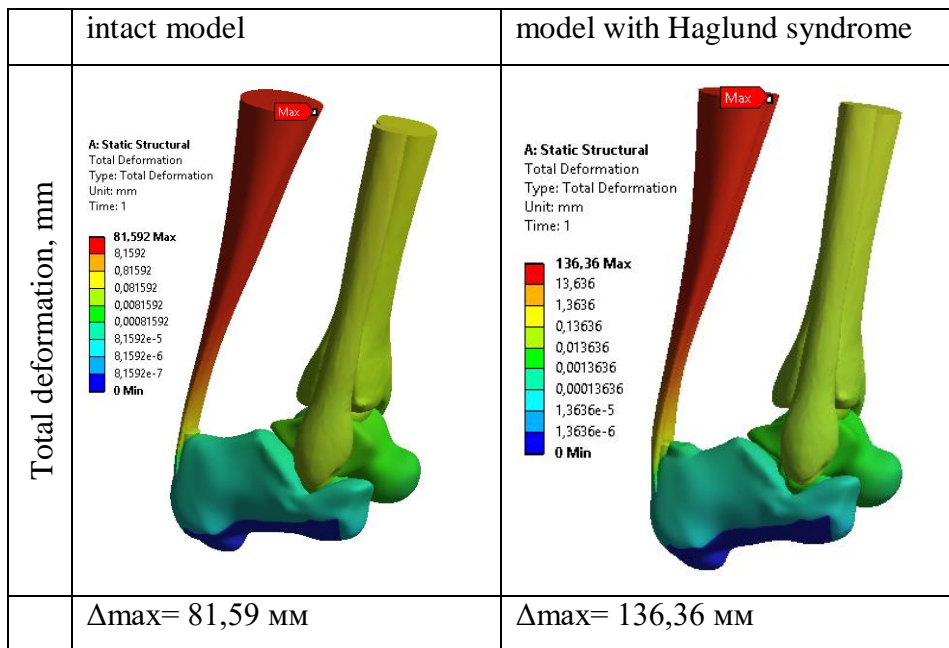 intact model
model with Haglund syndrome
Total deformation, mm
Max
A: Static Structural
Total Deformation
Type: Total Deformation
Unit: mm
Time: 1
81,592 Max
8,1592
0,81592
0,081592
0,0081592
0,00081592
8,1592e-5
8,1592e-6
8,1592e-7
0 Min
Max
A: Static Structural
Total Deformation
Type: Total Deformation
Unit: mm
Time: 1
136,36 Max
13,636
1,3636
0,13636
0,013636
0,0013636
0,00013636
1,3636e-5
1,3636e-6
0 Min
Δmax= 81,59 мм
Δmax= 136,36 мм